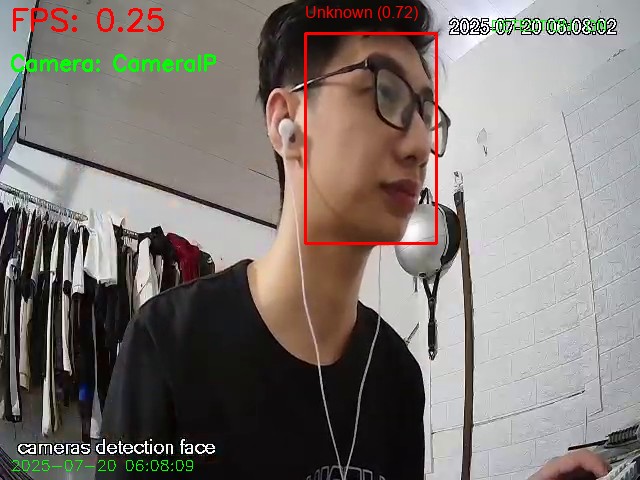 FPS: 0.25
Unknown (0.72)
2025-07-20 06:08:02
Camera: CameraIP
cameras detection face
2025-07-20 06:08:09